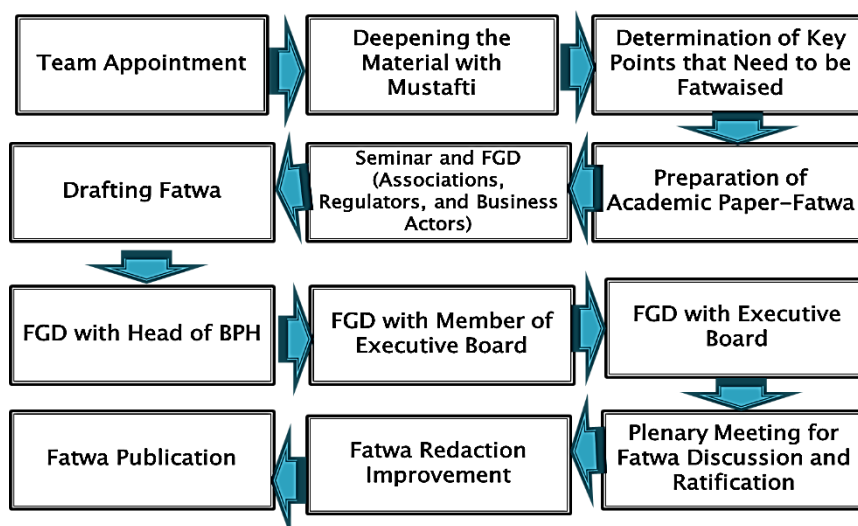 Team Appointment
Deepening the
Material with
Mustafti
Determination of Key
Points that Need to be
Fatwaised
Drafting Fatwa
Seminar and FGD
(Associations,
Regulators, and Business
Actors)
Preparation of
Academic Paper-Fatwa
FGD with Head of BPH
FGD with Member of
Executive Board
FGD with Executive
Board
Fatwa Publication
Fatwa Redaction
Improvement
Plenary Meeting for
Fatwa Discussion and
Ratification